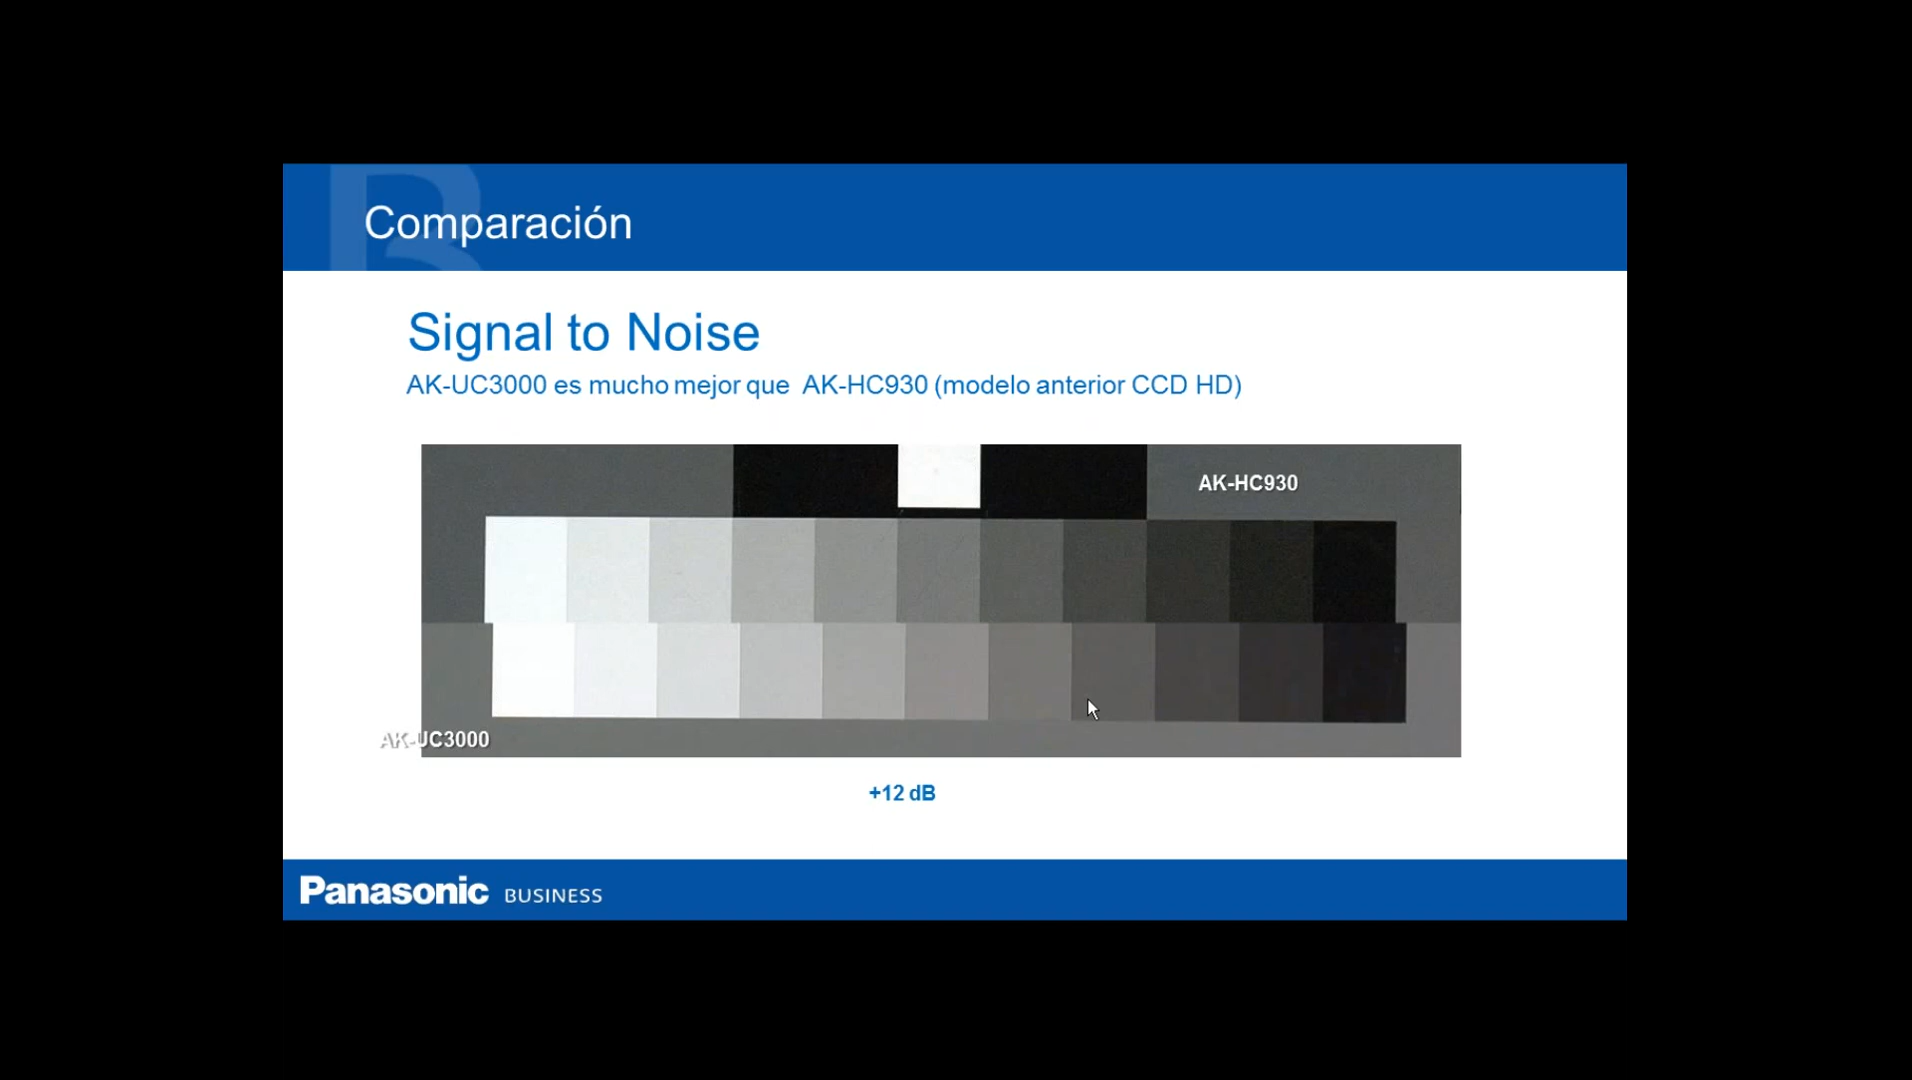 Comparación
Signal to Noise
AK-UC3000 es mucho mejor que AK-HC930 (modelo anterior CCD HD)
AK-HC930
AK-UC3000
+12 dB
Panasonic BUSINESS